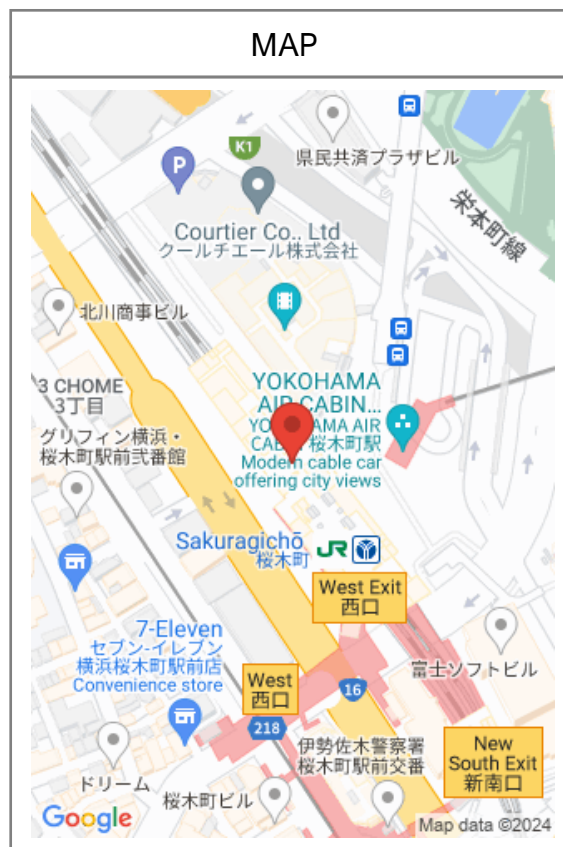 MAP
県民共済プラザビル
K1
P
Courtier Co., Ltd
クールチエール株式会社
栄本町線
北川商事ビル
YOKOHAMA
AIR CABIN...
YOKOHAMA AIR
CABIN 桜木町駅
Modern cable car
offering city views
3 CHOME
3丁目
グリフィン横浜・
桜木町駅前弐番館
Sakuragichō
桜木町
JR
West Exit
西口
7-Eleven
セブン-イレブン
横浜桜木町駅前店
Convenience store
West
西口
16
富士ソフトビル
218
伊勢佐木警察署
桜木町駅前交番
New
South Exit
新南口
ドリーム
桜木町ビル
Google
Map data ©2024